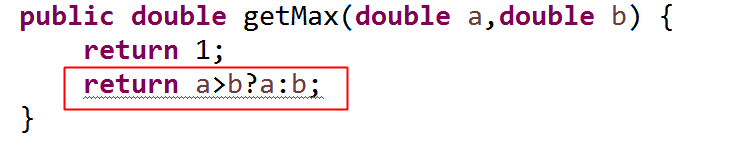 public double getMax(double a,double b) {
return 1;
return a>b?a:b;
}